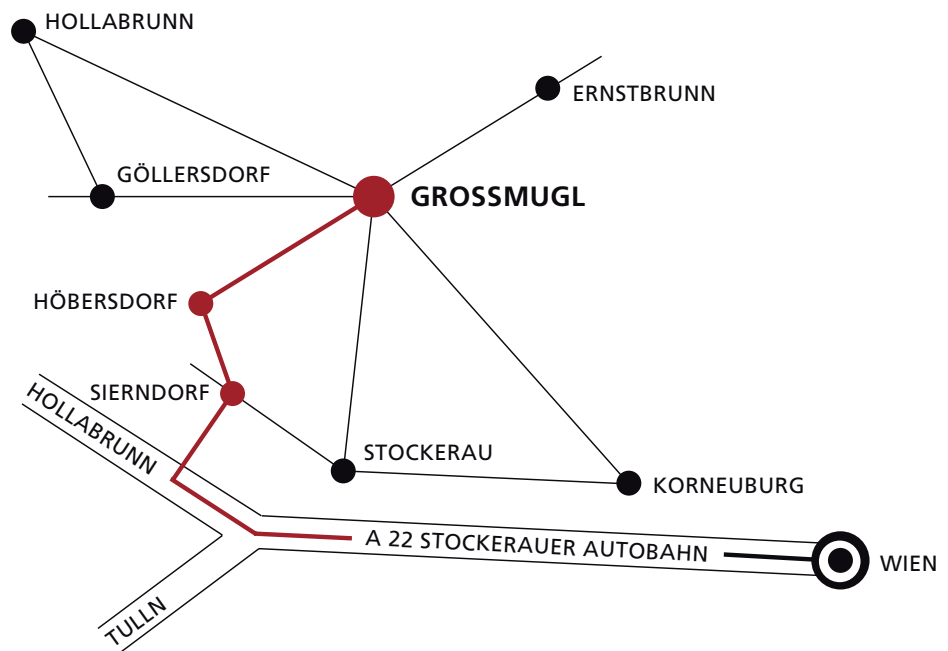 HOLLABRUNN
ERNSTBRUNN
GÖLLERSDORF
GROSSMUGL
HÖBERSDORF
SIERNDORF
HOLLABRUNN
STOCKERAU
KORNEUBURG
A 22 STOCKERAUER AUTOBAHN
WIEN
TULLN